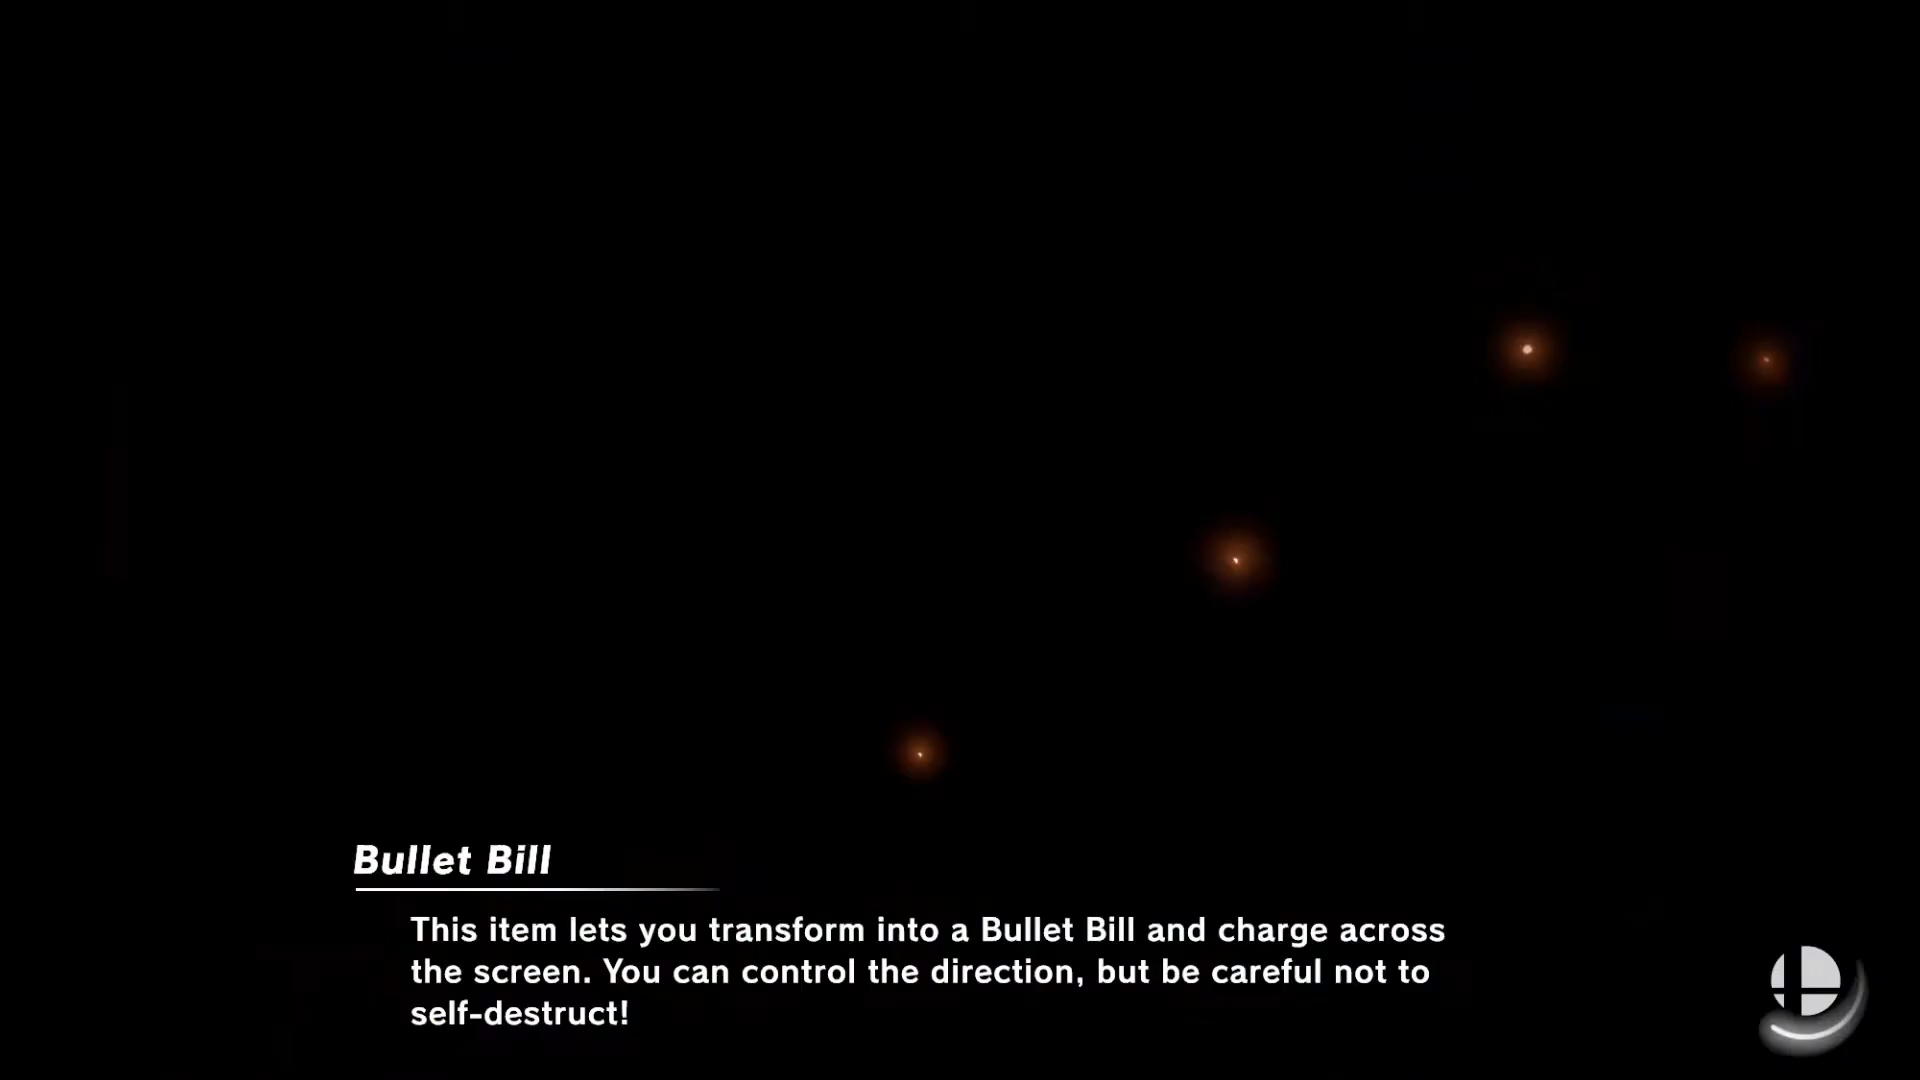 Bullet Bill
This item lets you transform into a Bullet Bill and charge across
the screen. You can control the direction, but be careful not to
self-destruct!